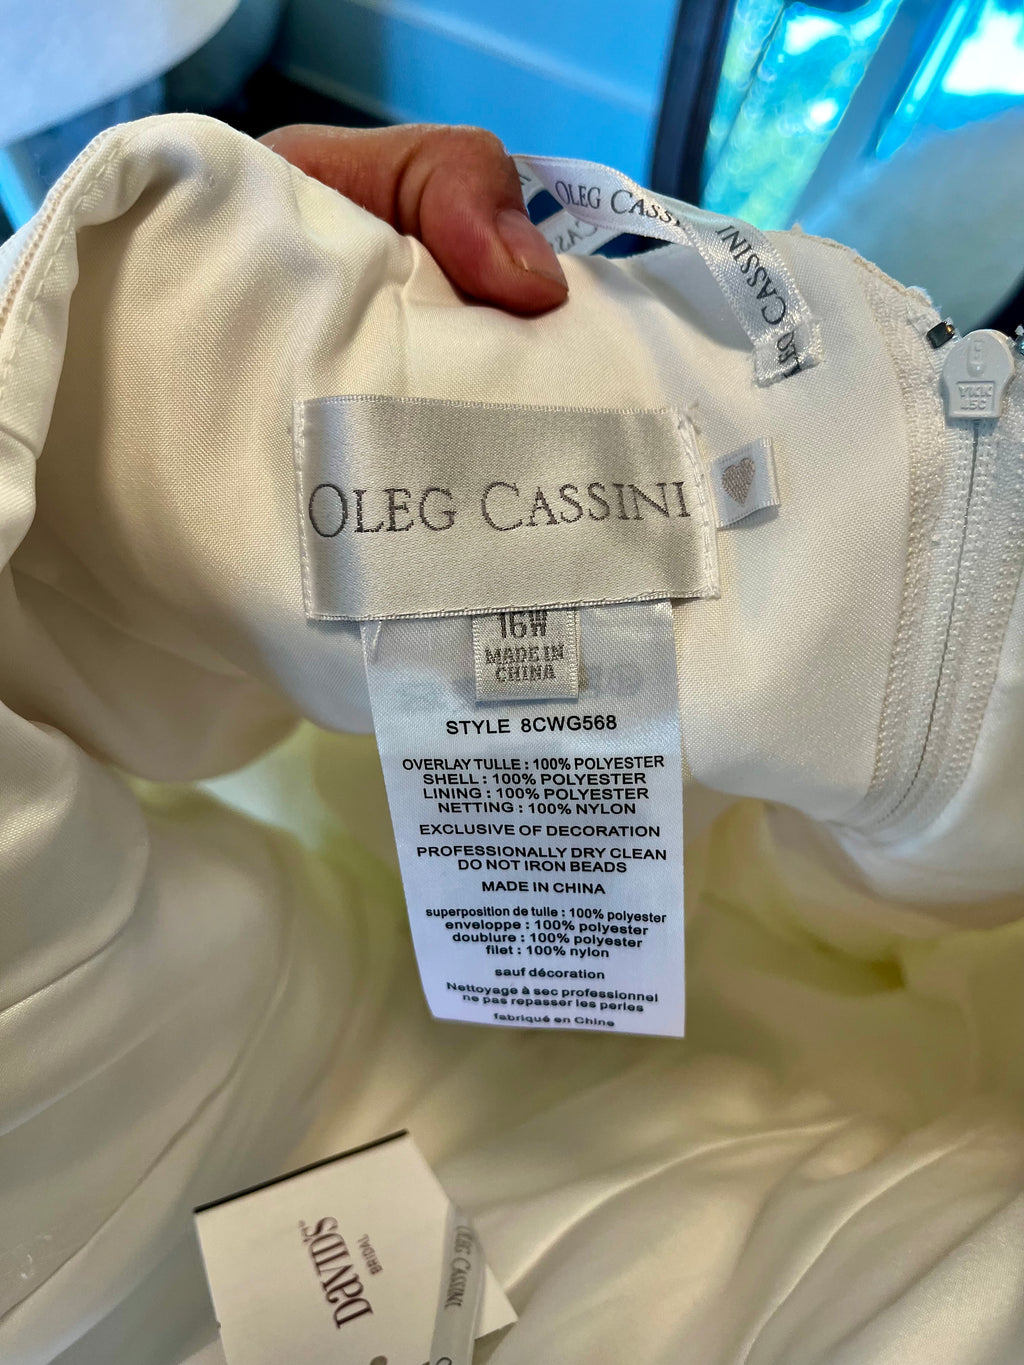 OLEG CASSINI
CASSINI
OLEG CASSINI
YKK
16W
MADE IN
CHINA
STYLE 8CWG568
OVERLAY TULLE : 100% POLYESTER
SHELL : 100% POLYESTER
LINING : 100% POLYESTER
NETTING : 100% NYLON
EXCLUSIVE OF DECORATION
PROFESSIONALLY DRY CLEAN
DO NOT IRON BEADS
MADE IN CHINA
superposition de tulle : 100% polyester
enveloppe : 100% polyester
doublure : 100% polyester
filet : 100% nylon
sauf décoration
Nettoyage à sec professionnel
ne pas repasser les perles
fabriqué en Chine
DAVID'S
BRIDAL
OLEG CASSINI